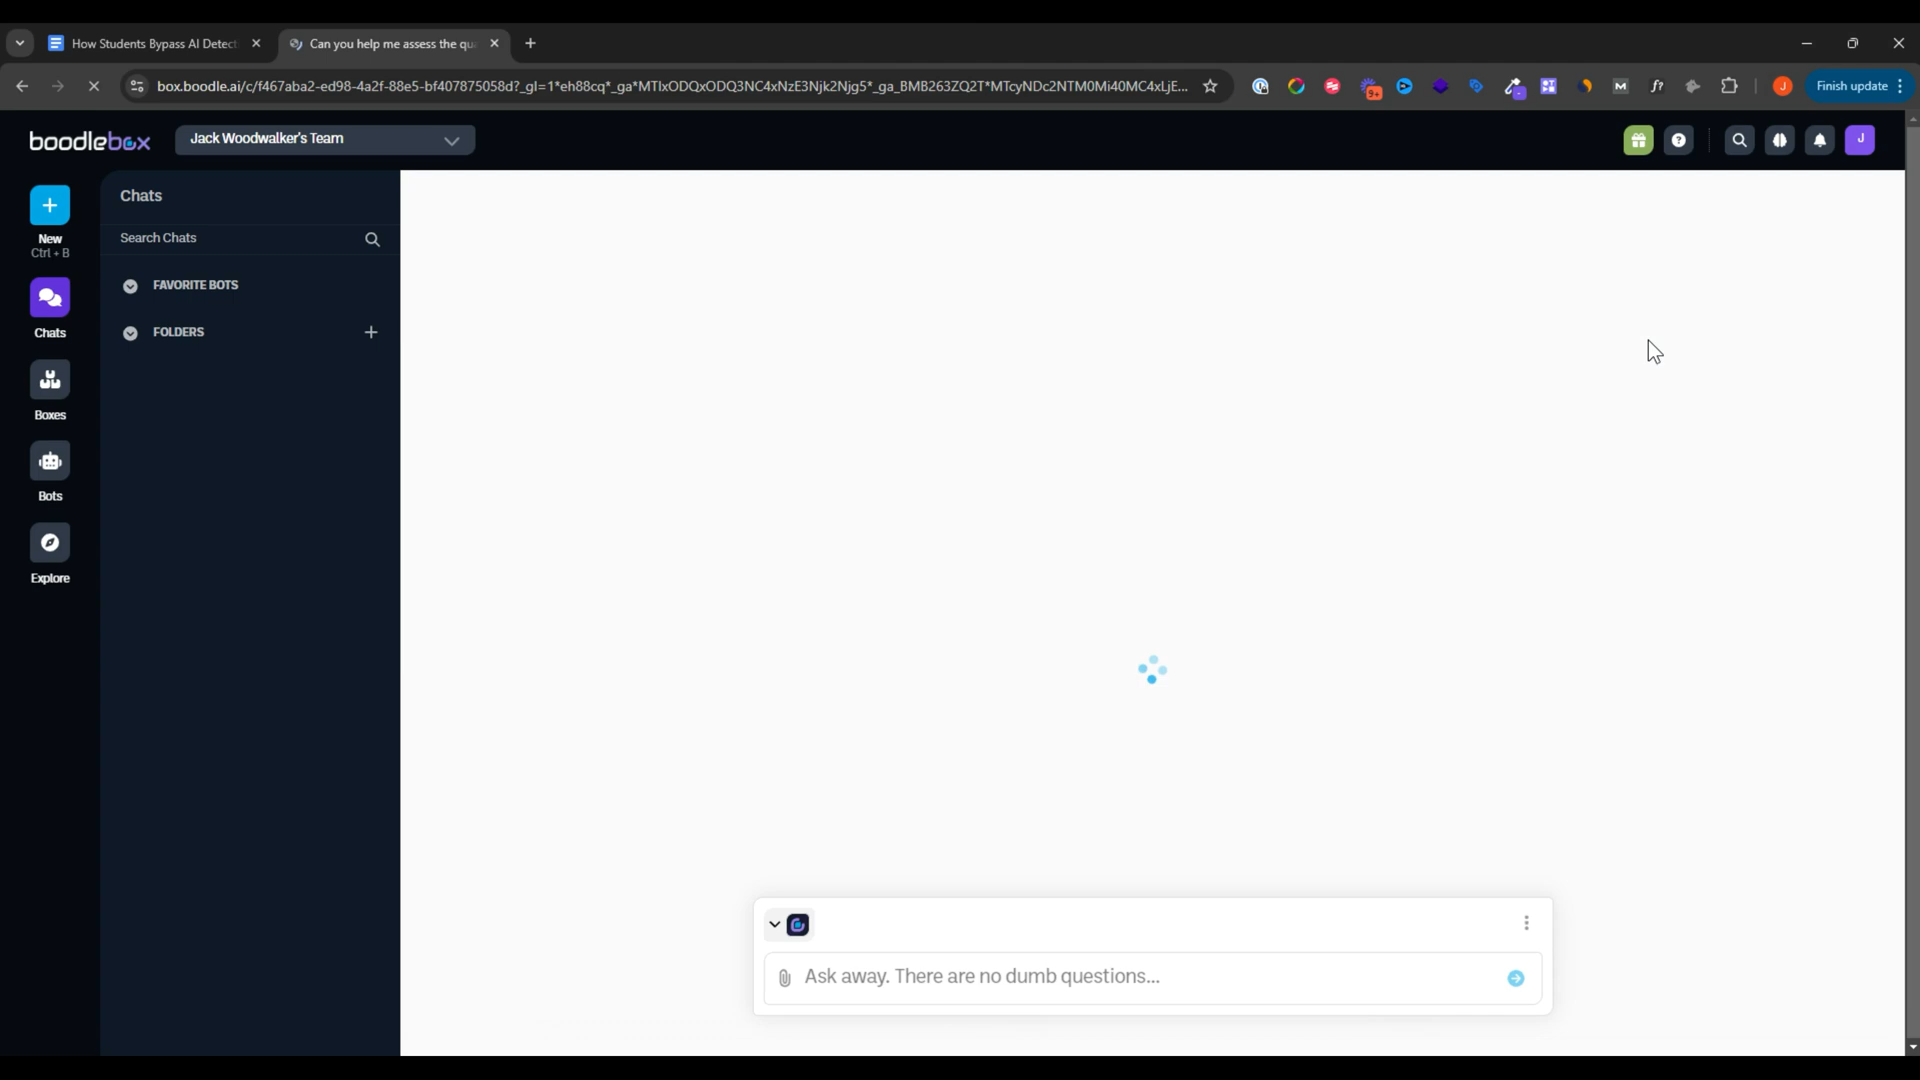 How Students Bypass AI Detect
Can you help me assess the qu
box.boodle.ai/c/f467aba2-ed98-4a2f-88e5-bf407875058d?_gl=1*eh88cq*_ga*MTIxODQxODQ3NC4xNzE3Njk2Njg5*_ga_BMB263ZQ2T*MTcyNDc2NTM0Mi40MC4xLjE...
9+
f?
M
J
Finish update
boodlebox
Jack Woodwalker's Team
J
New
Ctrl + B
Chats
Boxes
Bots
Explore
Chats
Search Chats
FAVORITE BOTS
FOLDERS
Ask away. There are no dumb questions...